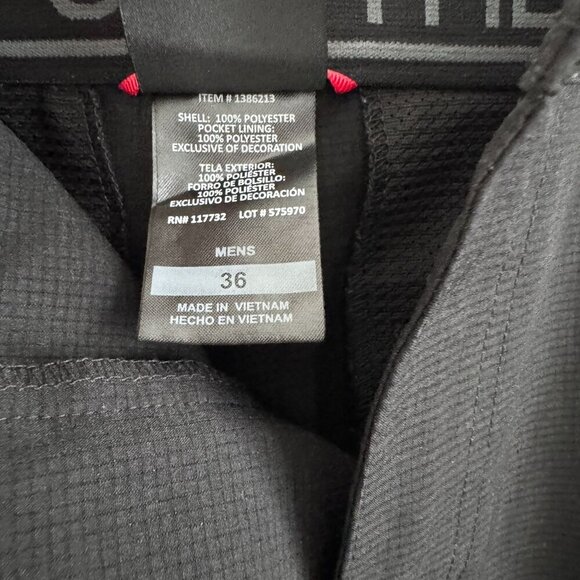 ITEM # 1386213
SHELL: 100% POLYESTER
POCKET LINING:
100% POLYESTER
EXCLUSIVE OF DECORATION
TELA EXTERIOR:
100% POLIÉSTER
FORRO DE BOLSILLO:
100% POLIÉSTER
EXCLUSIVO DE DECORACIÓN
RN# 117732 LOT # 575970
MENS
36
MADE IN VIETNAM
HECHO EN VIETNAM